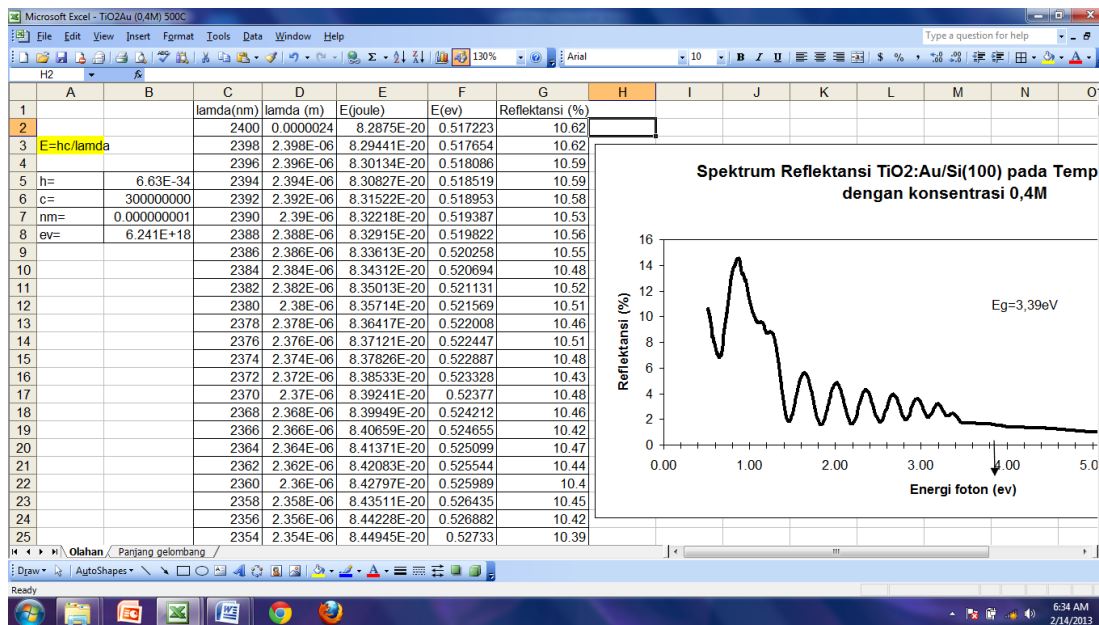 Microsoft Excel - TiO2Au (0,4M) 500C
File Edit View Insert Format Tools Data Window Help
Type a question for help
130%
Arial
10
B I U
H2
fx
A B C D E F G H I J K L M N O
1 lamda(nm) lamda (m) E(joule) E(ev) Reflektansi (%)
2 2400 0.0000024 8.2875E-20 0.517223 10.62
3 E=hc/lamda 2398 2.398E-06 8.29441E-20 0.517654 10.62
4 2396 2.396E-06 8.30134E-20 0.518086 10.59
5 h= 6.63E-34 2394 2.394E-06 8.30827E-20 0.518519 10.59
6 c= 300000000 2392 2.392E-06 8.31522E-20 0.518953 10.58
7 nm= 0.000000001 2390 2.39E-06 8.32218E-20 0.519387 10.53
8 ev= 6.241E+18 2388 2.388E-06 8.32915E-20 0.519822 10.56
9 2386 2.386E-06 8.33613E-20 0.520258 10.55
10 2384 2.384E-06 8.34312E-20 0.520694 10.48
11 2382 2.382E-06 8.35013E-20 0.521131 10.52
12 2380 2.38E-06 8.35714E-20 0.521569 10.51
13 2378 2.378E-06 8.36417E-20 0.522008 10.46
14 2376 2.376E-06 8.37121E-20 0.522447 10.51
15 2374 2.374E-06 8.37826E-20 0.522887 10.48
16 2372 2.372E-06 8.38533E-20 0.523328 10.43
17 2370 2.37E-06 8.39241E-20 0.52377 10.48
18 2368 2.368E-06 8.39949E-20 0.524212 10.46
19 2366 2.366E-06 8.40659E-20 0.524655 10.42
20 2364 2.364E-06 8.41371E-20 0.525099 10.47
21 2362 2.362E-06 8.42083E-20 0.525544 10.44
22 2360 2.36E-06 8.42797E-20 0.525989 10.4
23 2358 2.358E-06 8.43511E-20 0.526435 10.45
24 2356 2.356E-06 8.44228E-20 0.526882 10.42
25 2354 2.354E-06 8.44945E-20 0.52733 10.39
Spektrum Reflektansi TiO2:Au/Si(100) pada Temp
dengan konsentrasi 0,4M
Reflektansi (%)
16
14
12
10
8
6
4
2
0
Eg=3,39eV
0.00 1.00 2.00 3.00 4.00 5.0
Energi foton (ev)
Olahan Panjang gelombang
Draw AutoShapes
Ready
6:34 AM
2/14/2013